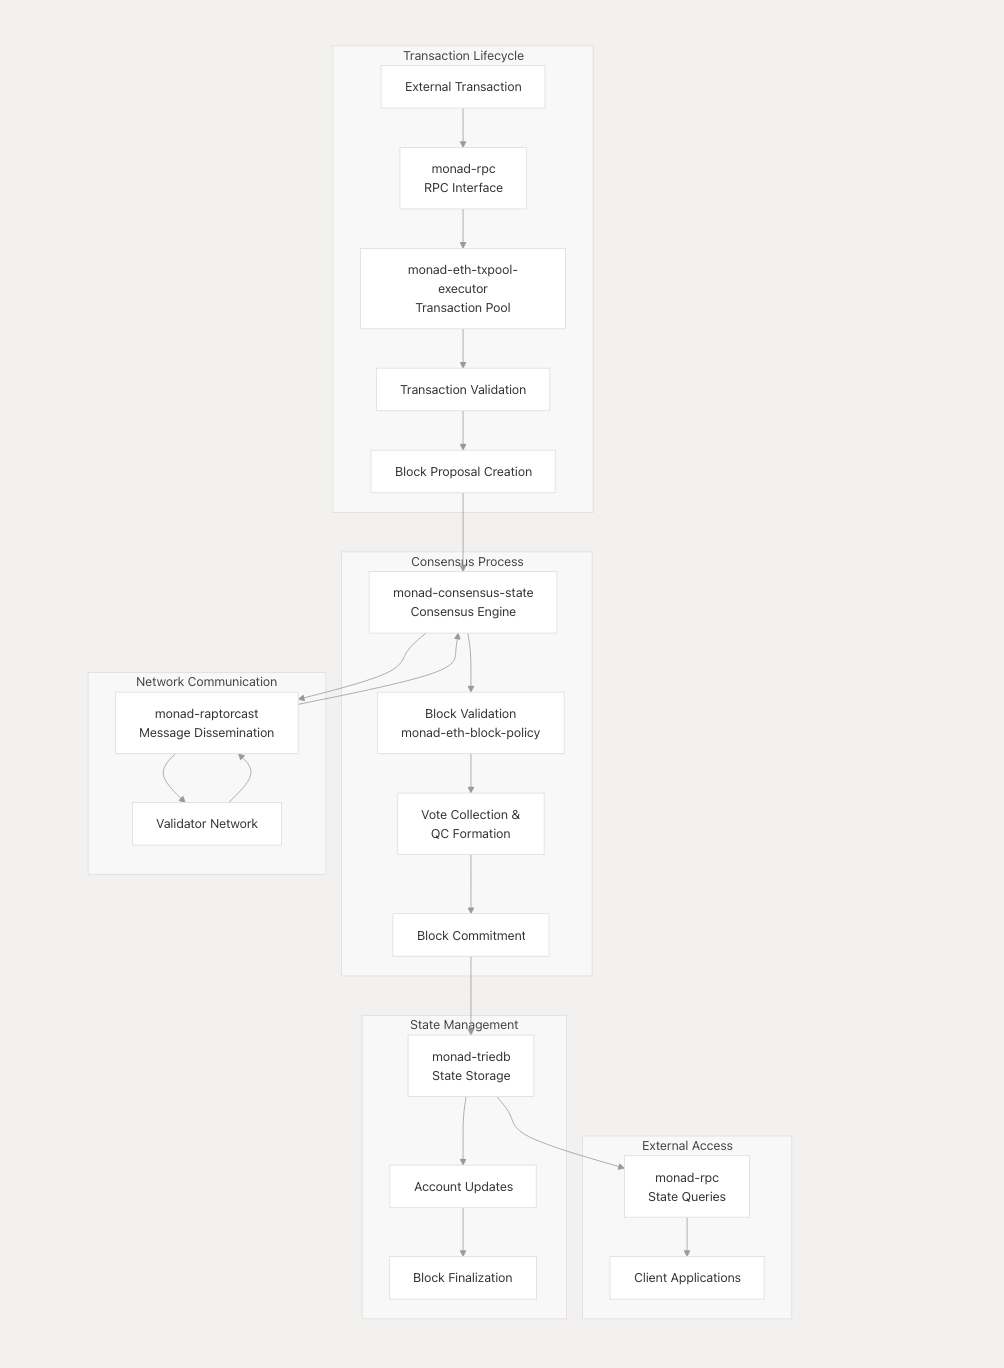 Transaction Lifecycle
External Transaction
monad-rpc
RPC Interface
monad-eth-txpool-
executor
Transaction Pool
Transaction Validation
Block Proposal Creation
Consensus Process
monad-consensus-state
Consensus Engine
Network Communication
monad-raptorcast
Message Dissemination
Validator Network
Block Validation
monad-eth-block-policy
Vote Collection &
QC Formation
Block Commitment
State Management
monad-triedb
State Storage
Account Updates
Block Finalization
External Access
monad-rpc
State Queries
Client Applications